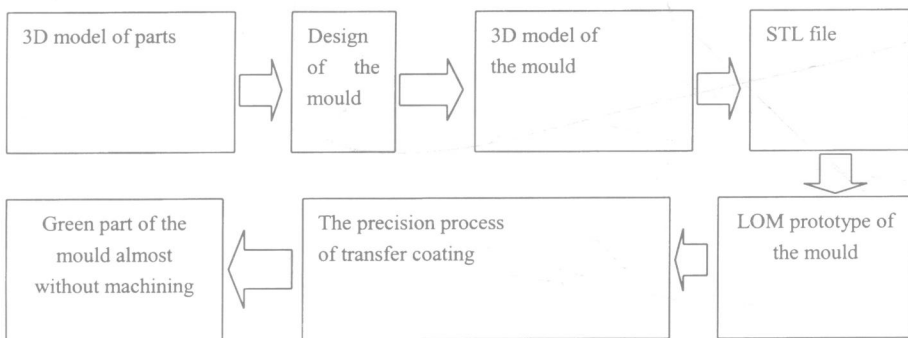 3D model of parts
Design
of the
mould
3D model of
the mould
STL file
LOM prototype of
the mould
The precision process
of transfer coating
Green part of the
mould almost
without machining